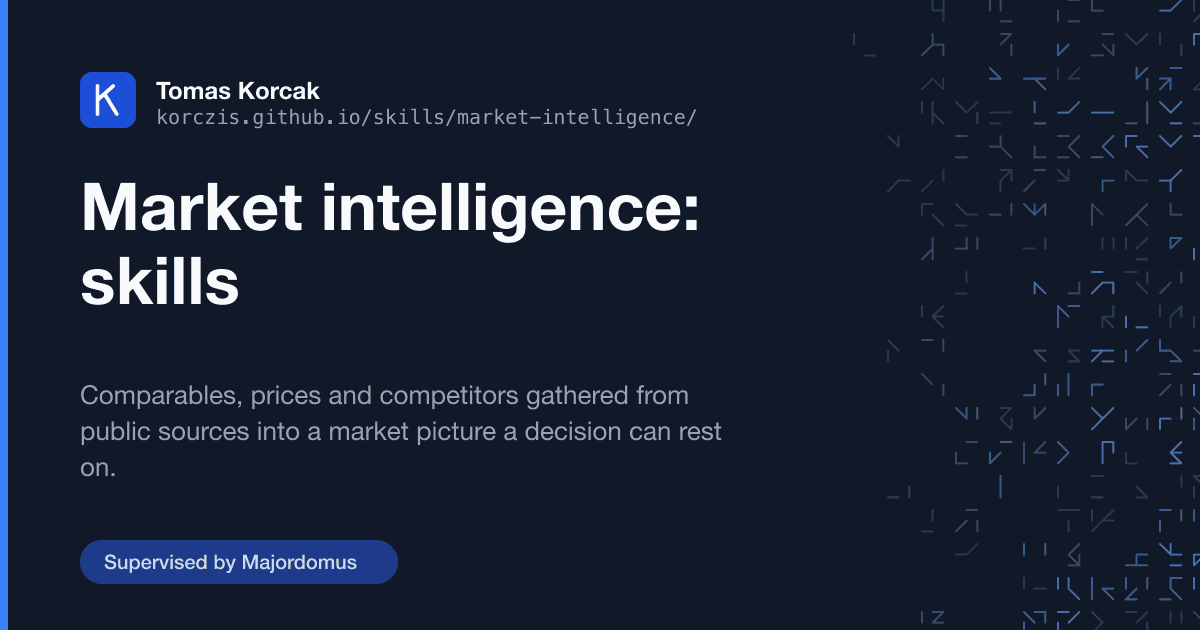 K
Tomas Korcak
korczis.github.io/skills/market-intelligence/
Market intelligence:
skills
Comparables, prices and competitors gathered from
public sources into a market picture a decision can rest
on.
Supervised by Majordomus